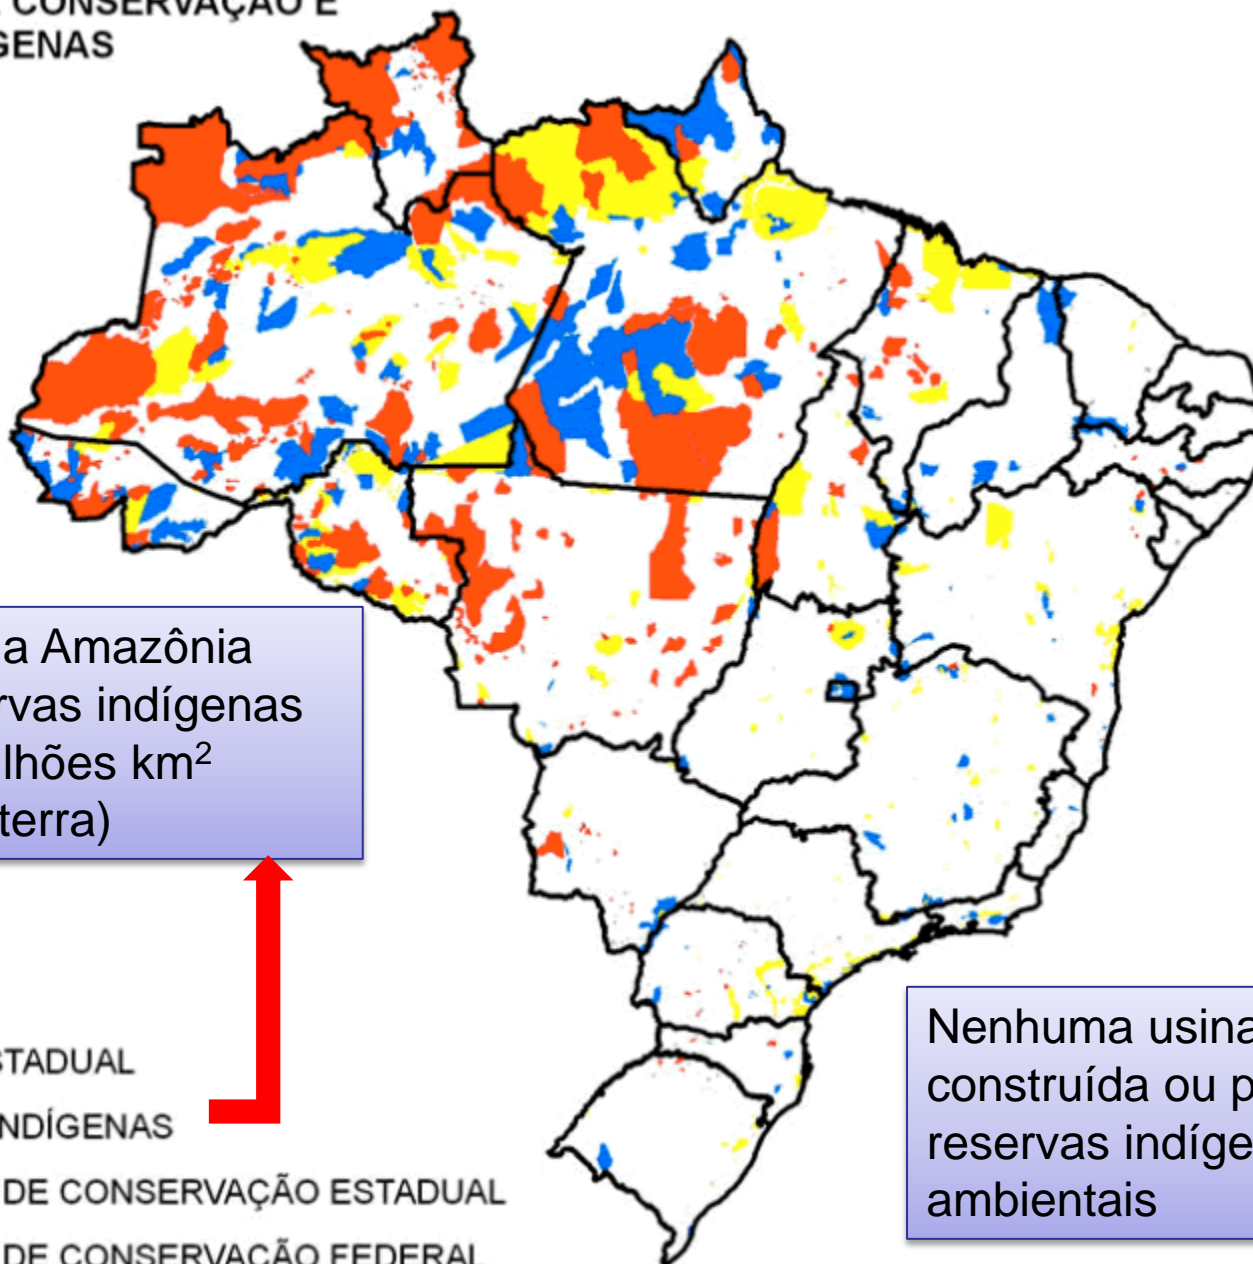 E CONSERVAÇÃO E
GENAS
a Amazônia
rvas indígenas
lhões km²
terra)
STADUAL
NDÍGENAS
DE CONSERVAÇÃO ESTADUAL
DE CONSERVAÇÃO FEDERAL
Nenhuma usina
construída ou p
reservas indíge
ambientais